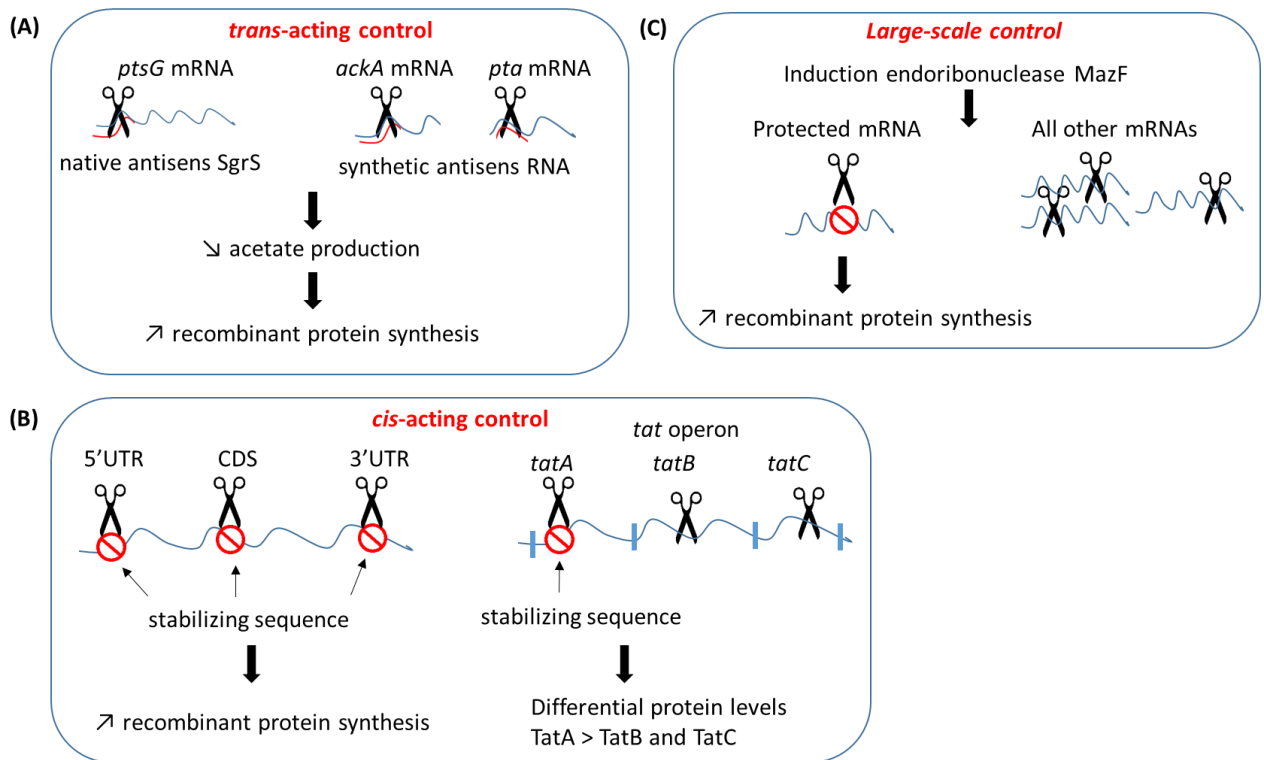 (A)
trans-acting control
ptsG mRNA
ackA mRNA
pta mRNA
native antisens SgrS
synthetic antisens RNA
↘ acetate production
↗ recombinant protein synthesis
(C)
Large-scale control
Induction endoribonuclease MazF
Protected mRNA
All other mRNAs
↗ recombinant protein synthesis
(B)
cis-acting control
5’UTR
CDS
3’UTR
stabilizing sequence
↗ recombinant protein synthesis
tat operon
tatA
tatB
tatC
stabilizing sequence
Differential protein levels
TatA > TatB and TatC